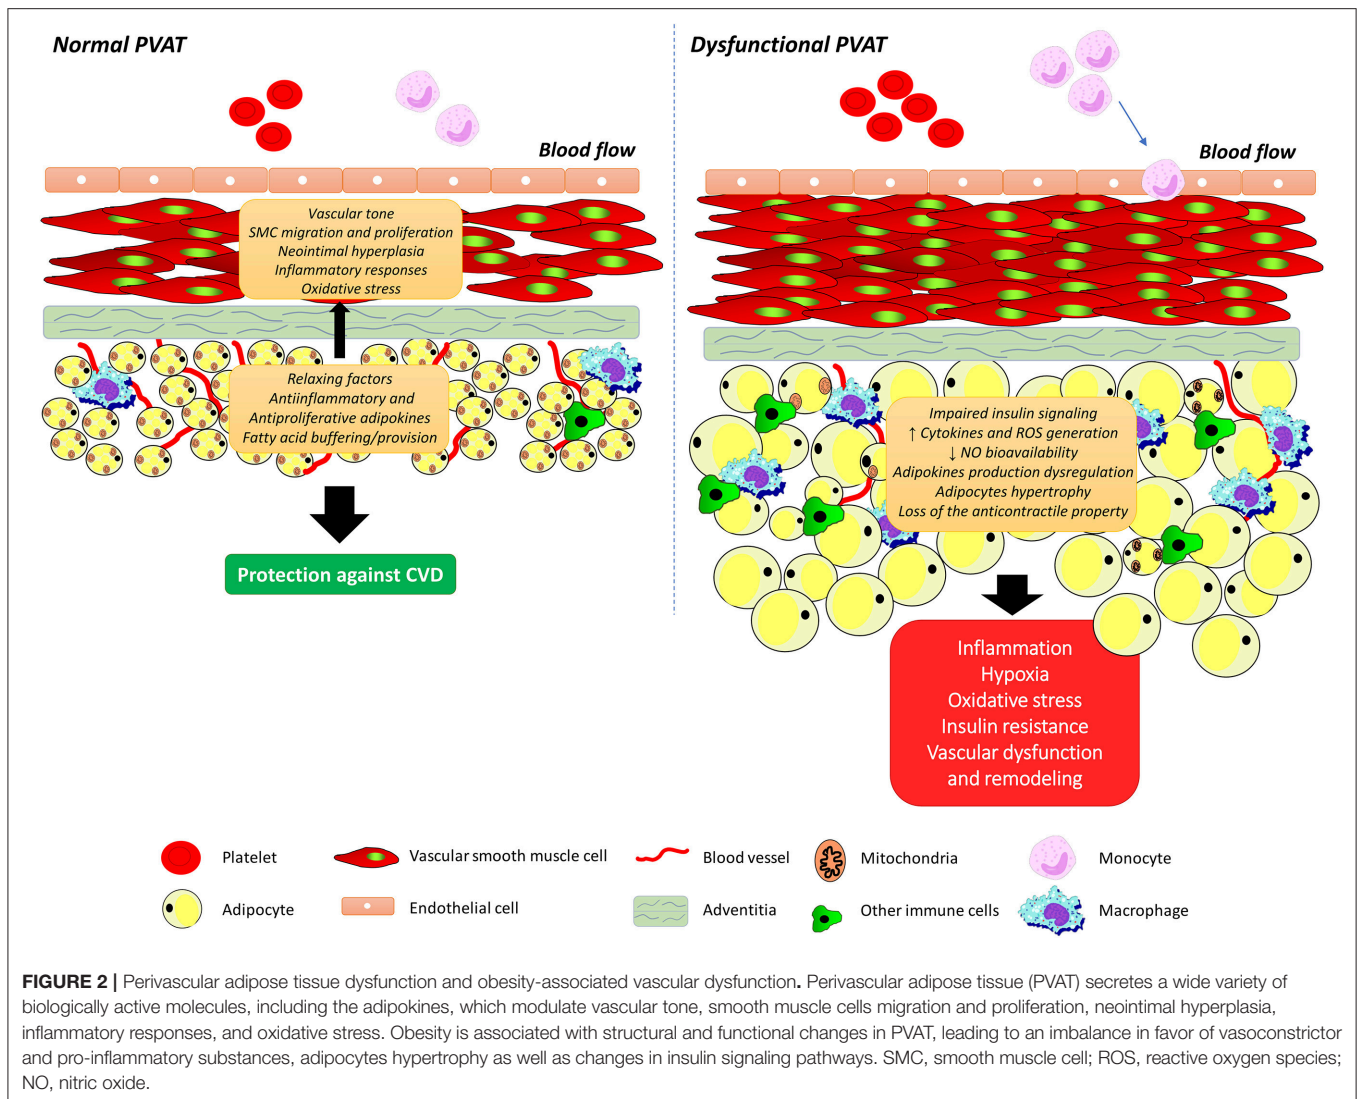 Normal PVAT
Blood flow
Vascular tone
SMC migration and proliferation
Neointimal hyperplasia
Inflammatory responses
Oxidative stress
Relaxing factors
Antiinflammatory and
Antiproliferative adipokines
Fatty acid buffering/provision
Protection against CVD
Dysfunctional PVAT
Blood flow
Impaired insulin signaling
↑ Cytokines and ROS generation
↓ NO bioavailability
Adipokines production dysregulation
Adipocytes hypertrophy
Loss of the anticontractile property
Inflammation
Hypoxia
Oxidative stress
Insulin resistance
Vascular dysfunction
and remodeling
Platelet
Vascular smooth muscle cell
Blood vessel
Mitochondria
Monocyte
Adipocyte
Endothelial cell
Adventitia
Other immune cells
Macrophage
FIGURE 2 | Perivascular adipose tissue dysfunction and obesity-associated vascular dysfunction. Perivascular adipose tissue (PVAT) secretes a wide variety of
biologically active molecules, including the adipokines, which modulate vascular tone, smooth muscle cells migration and proliferation, neointimal hyperplasia,
inflammatory responses, and oxidative stress. Obesity is associated with structural and functional changes in PVAT, leading to an imbalance in favor of vasoconstrictor
and pro-inflammatory substances, adipocytes hypertrophy as well as changes in insulin signaling pathways. SMC, smooth muscle cell; ROS, reactive oxygen species;
NO, nitric oxide.